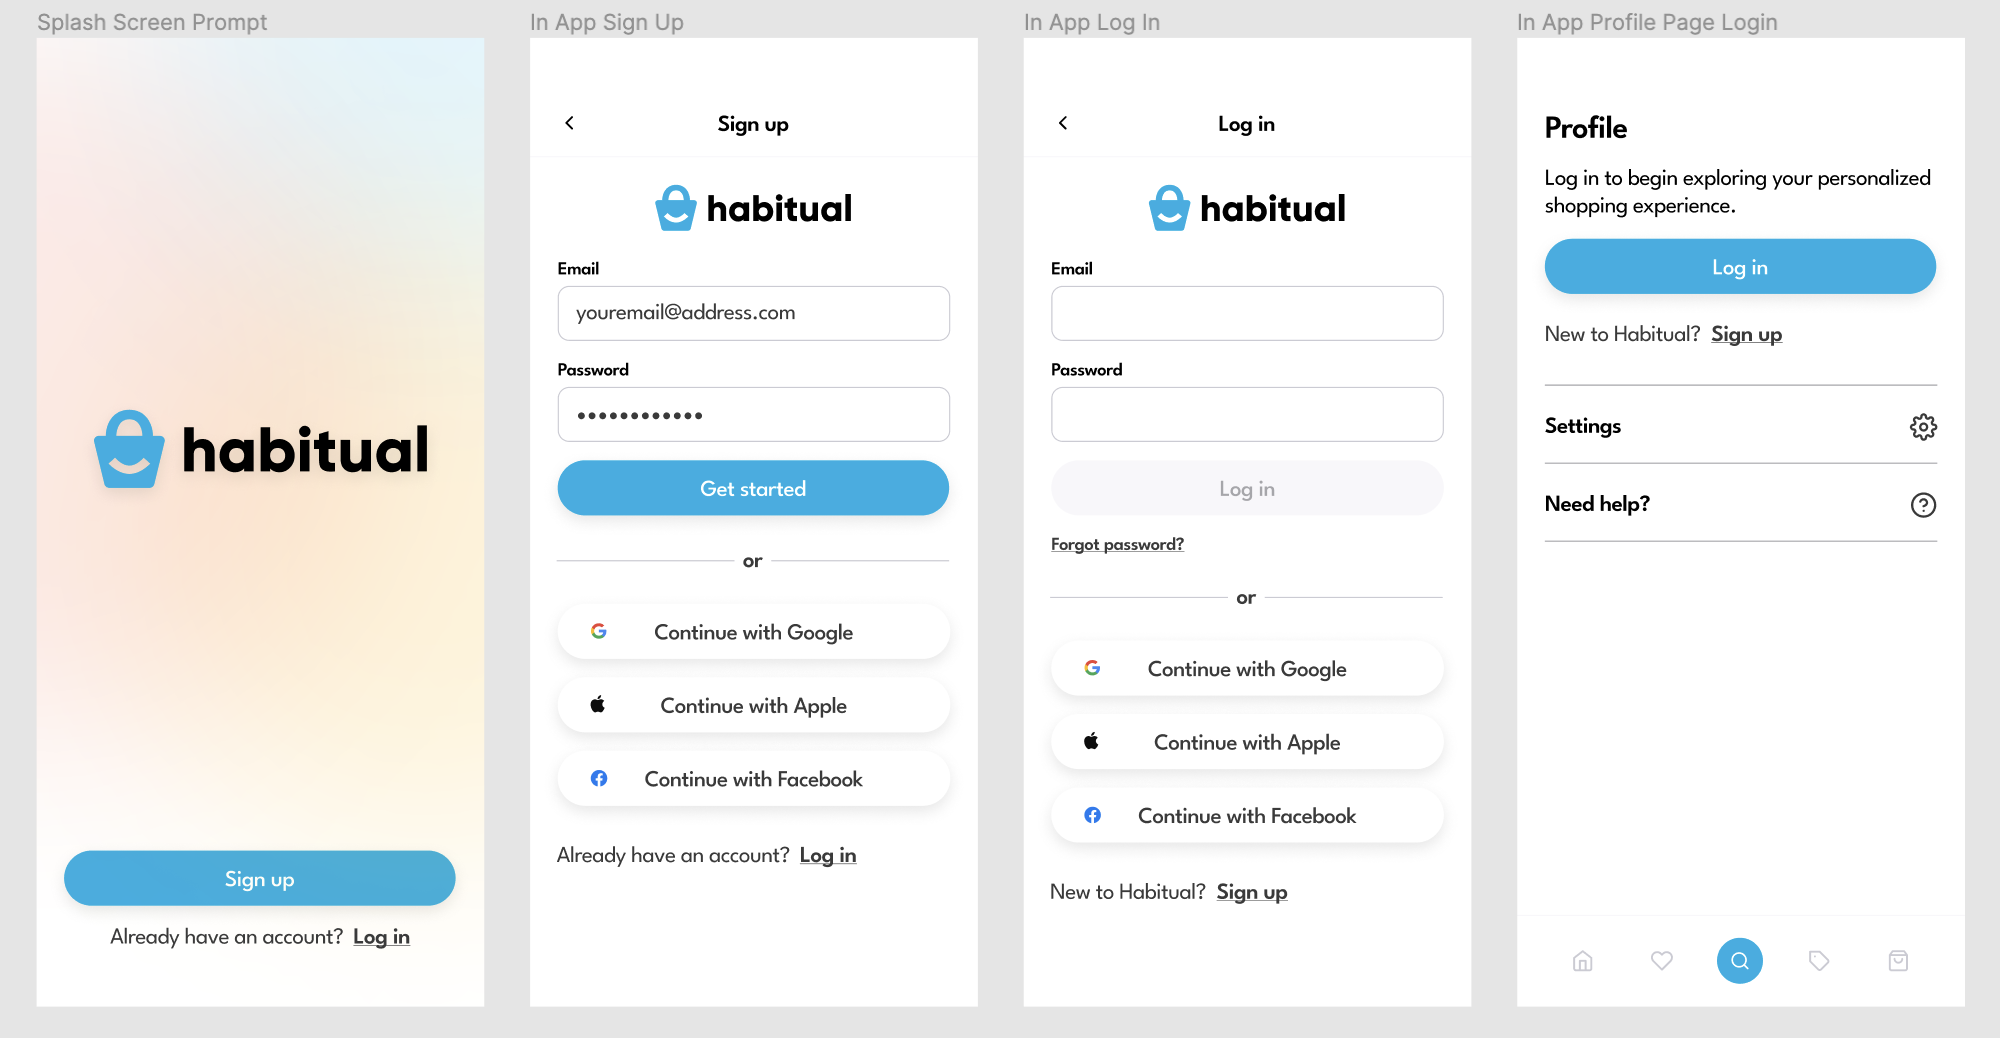 Splash Screen Prompt
habitual
Sign up
Already have an account? Log in
In App Sign Up
Sign up
habitual
Email
youremail@address.com
Password
••••••••••••
Get started
or
Continue with Google
Continue with Apple
Continue with Facebook
Already have an account? Log in
In App Log In
Log in
habitual
Email
Password
Log in
Forgot password?
or
Continue with Google
Continue with Apple
Continue with Facebook
New to Habitual? Sign up
In App Profile Page Login
Profile
Log in to begin exploring your personalized
shopping experience.
Log in
New to Habitual? Sign up
Settings
Need help?